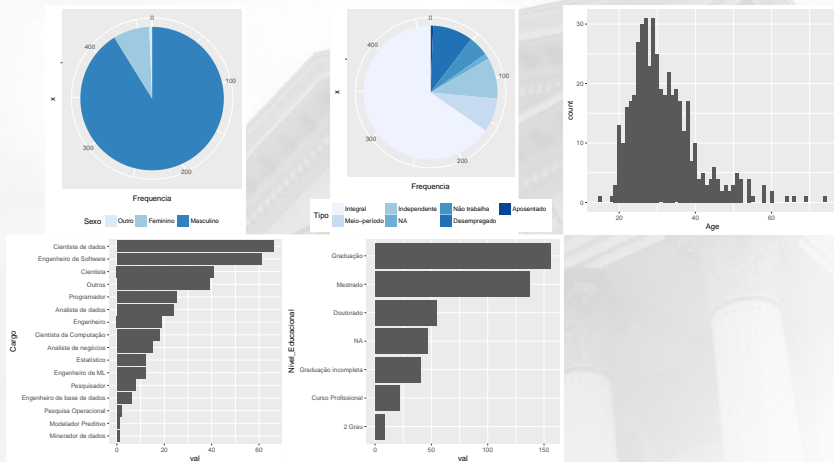 0
100
200
300
400
x
Frequencia
Sexo Outro Feminino Masculino
0
100
200
300
400
x
Frequencia
Tipo
Integral Independente Não trabalha Aposentado
Meio−período NA Desempregado
30
20
10
0
count
20 40 60
Age
Cargo
Cientista de dados
Engenheiro de Software
Cientista
Outros
Programador
Analista de dados
Engenheiro
Cientista da Computação
Analista de negócios
Estatístico
Engenheiro de ML
Pesquisador
Engenheiro de base de dados
Pesquisa Operacional
Modelador Preditivo
Minerador de dados
0 20 40 60
val
Nivel_Educacional
Graduação
Mestrado
Doutorado
NA
Graduação incompleta
Curso Profissional
2 Grau
0 50 100 150
val